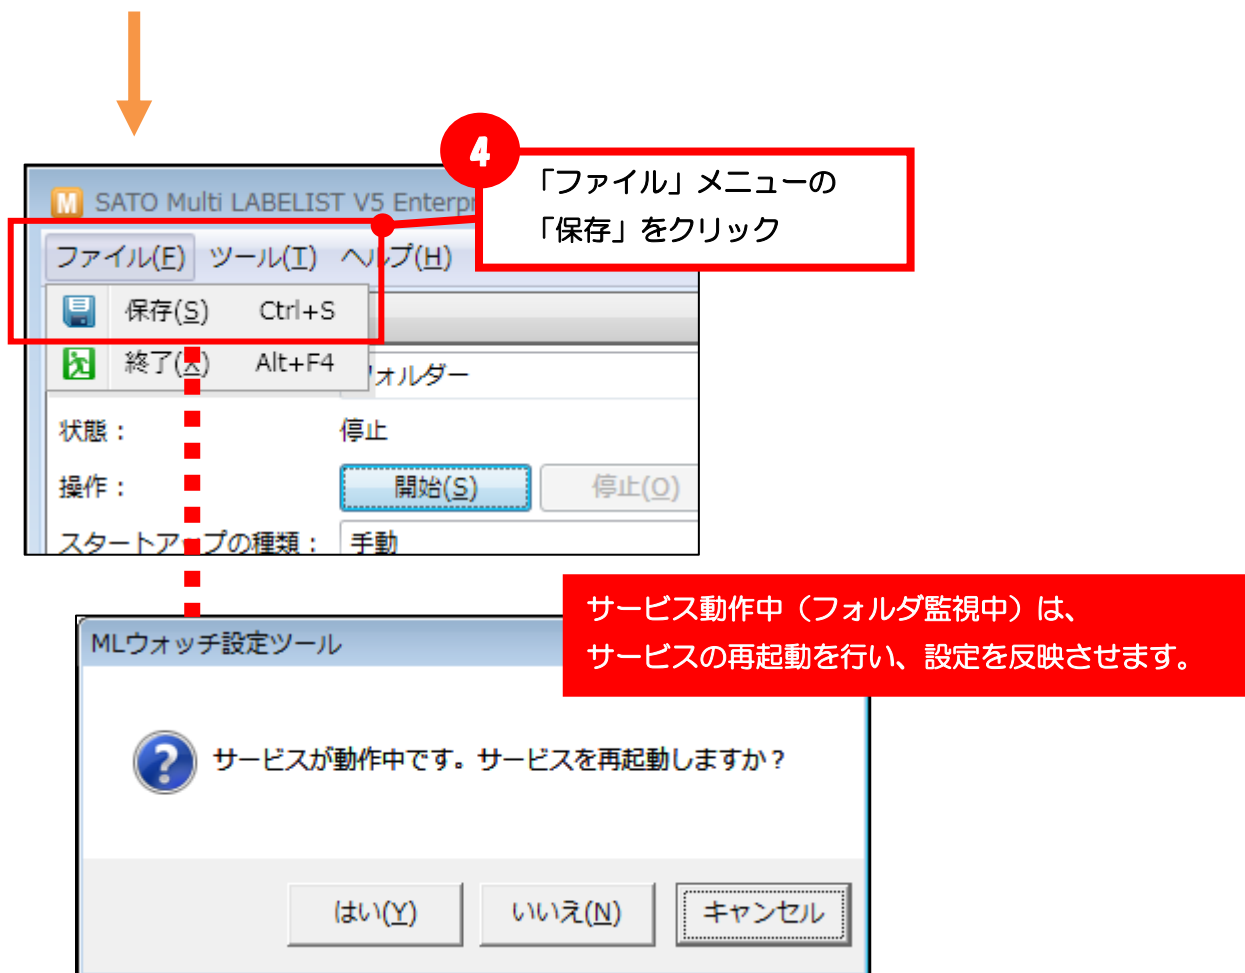 4
「ファイル」メニューの
「保存」をクリック
SATO Multi LABELIST V5 Enterpr
ファイル(F) ツール(T) ヘルプ(H)
保存(S) Ctrl+S
終了(X) Alt+F4
ォルダー
状態： 停止
操作： 開始(S) 停止(O)
スタートアップの種類： 手動
サービス動作中（フォルダ監視中）は、
サービスの再起動を行い、設定を反映させます。
MLウォッチ設定ツール
サービスが動作中です。サービスを再起動しますか？
はい(Y) いいえ(N) キャンセル